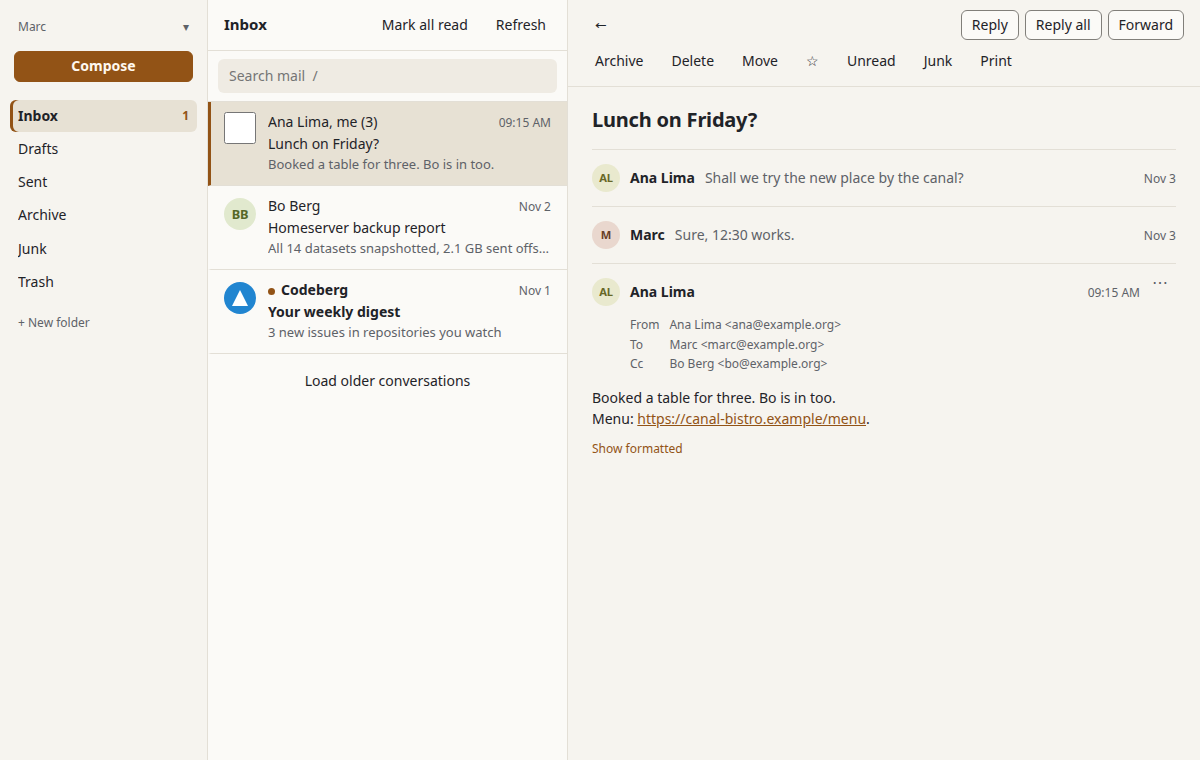 Marc ▾
Compose
Inbox 1
Drafts
Sent
Archive
Junk
Trash
+ New folder
Inbox Mark all read Refresh
Search mail /
Ana Lima, me (3) 09:15 AM
Lunch on Friday?
Booked a table for three. Bo is in too.
BB Bo Berg Nov 2
Homeserver backup report
All 14 datasets snapshotted, 2.1 GB sent offs…
Codeberg Nov 1
Your weekly digest
3 new issues in repositories you watch
Load older conversations
← Reply Reply all Forward
Archive Delete Move ☆ Unread Junk Print
Lunch on Friday?
AL Ana Lima Shall we try the new place by the canal? Nov 3
M Marc Sure, 12:30 works. Nov 3
AL Ana Lima 09:15 AM ⋯
From Ana Lima <ana@example.org>
To Marc <marc@example.org>
Cc Bo Berg <bo@example.org>
Booked a table for three. Bo is in too.
Menu: https://canal-bistro.example/menu.
Show formatted